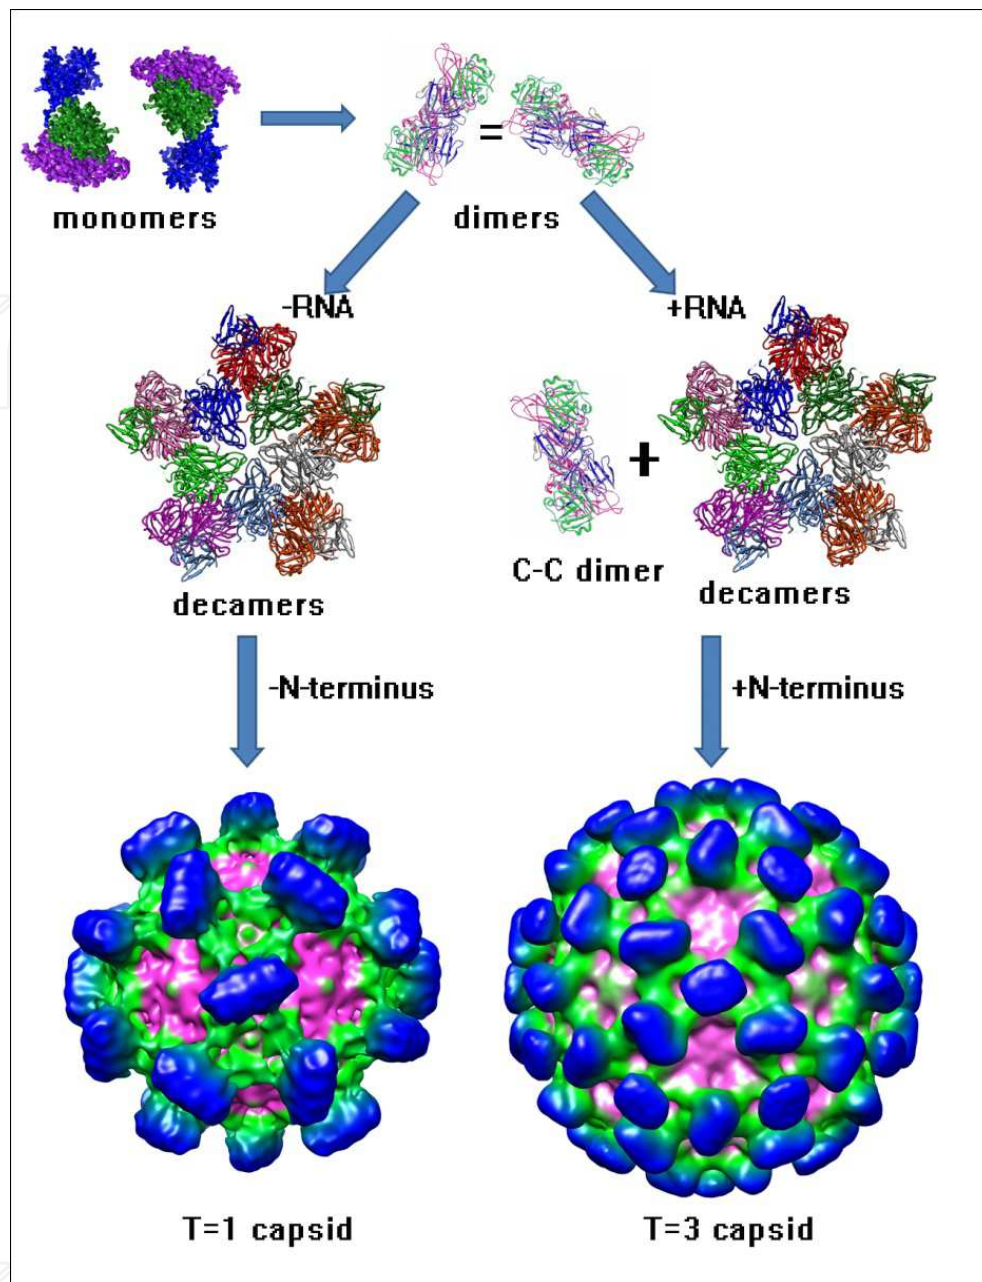 monomers
=
dimers
-RNA
+RNA
+
C-C dimer
decamers
decamers
-N-terminus
+N-terminus
T=1 capsid
T=3 capsid